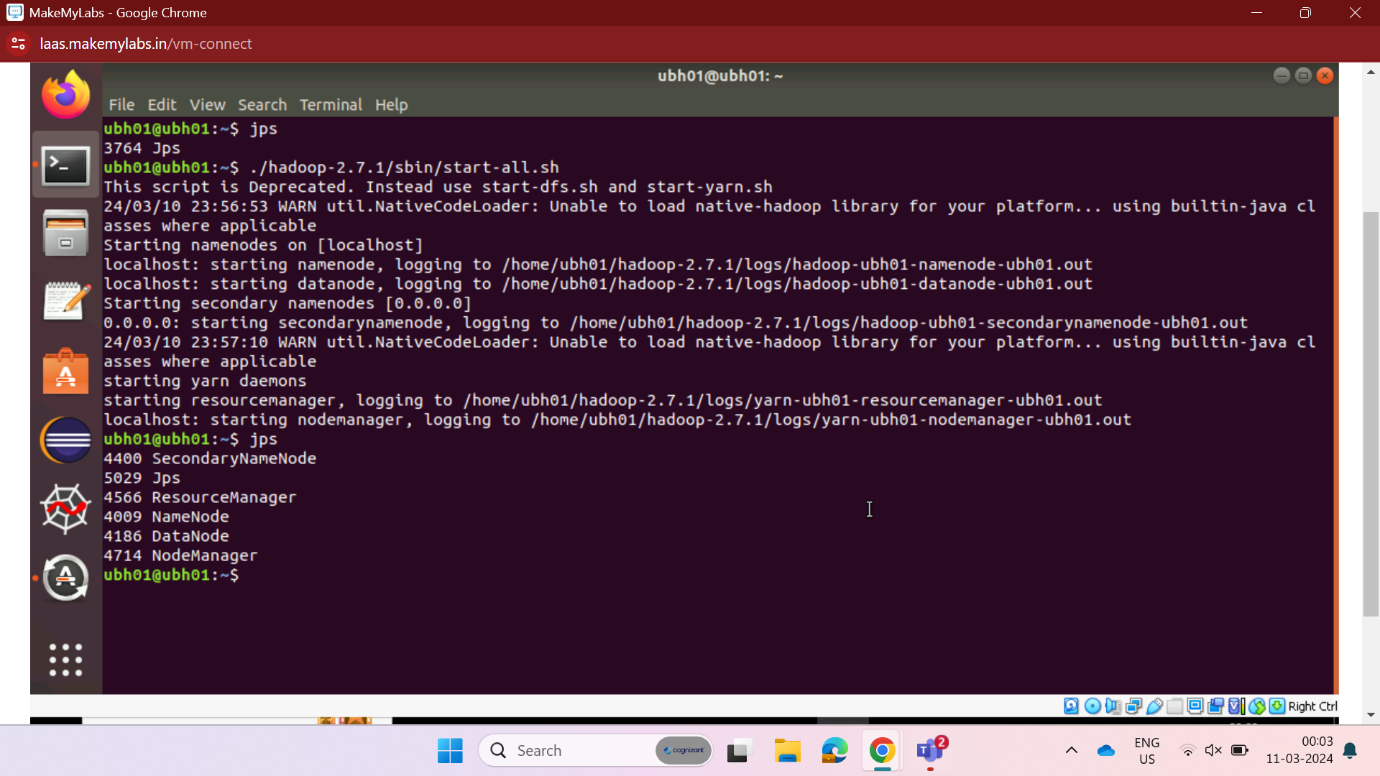 MakeMyLabs - Google Chrome
laas.makemylabs.in/vm-connect
ubh01@ubh01: ~
File Edit View Search Terminal Help
ubh01@ubh01:~$ jps
3764 Jps
ubh01@ubh01:~$ ./hadoop-2.7.1/sbin/start-all.sh
This script is Deprecated. Instead use start-dfs.sh and start-yarn.sh
24/03/10 23:56:53 WARN util.NativeCodeLoader: Unable to load native-hadoop library for your platform... using builtin-java cl
asses where applicable
Starting namenodes on [localhost]
localhost: starting namenode, logging to /home/ubh01/hadoop-2.7.1/logs/hadoop-ubh01-namenode-ubh01.out
localhost: starting datanode, logging to /home/ubh01/hadoop-2.7.1/logs/hadoop-ubh01-datanode-ubh01.out
Starting secondary namenodes [0.0.0.0]
0.0.0.0: starting secondarynamenode, logging to /home/ubh01/hadoop-2.7.1/logs/hadoop-ubh01-secondarynamenode-ubh01.out
24/03/10 23:57:10 WARN util.NativeCodeLoader: Unable to load native-hadoop library for your platform... using builtin-java cl
asses where applicable
starting yarn daemons
starting resourcemanager, logging to /home/ubh01/hadoop-2.7.1/logs/yarn-ubh01-resourcemanager-ubh01.out
localhost: starting nodemanager, logging to /home/ubh01/hadoop-2.7.1/logs/yarn-ubh01-nodemanager-ubh01.out
ubh01@ubh01:~$ jps
4400 SecondaryNameNode
5029 Jps
4566 ResourceManager
4009 NameNode
4186 DataNode
4714 NodeManager
ubh01@ubh01:~$
Right Ctrl
Search
cognizant
2
ENG
US
00:03
11-03-2024